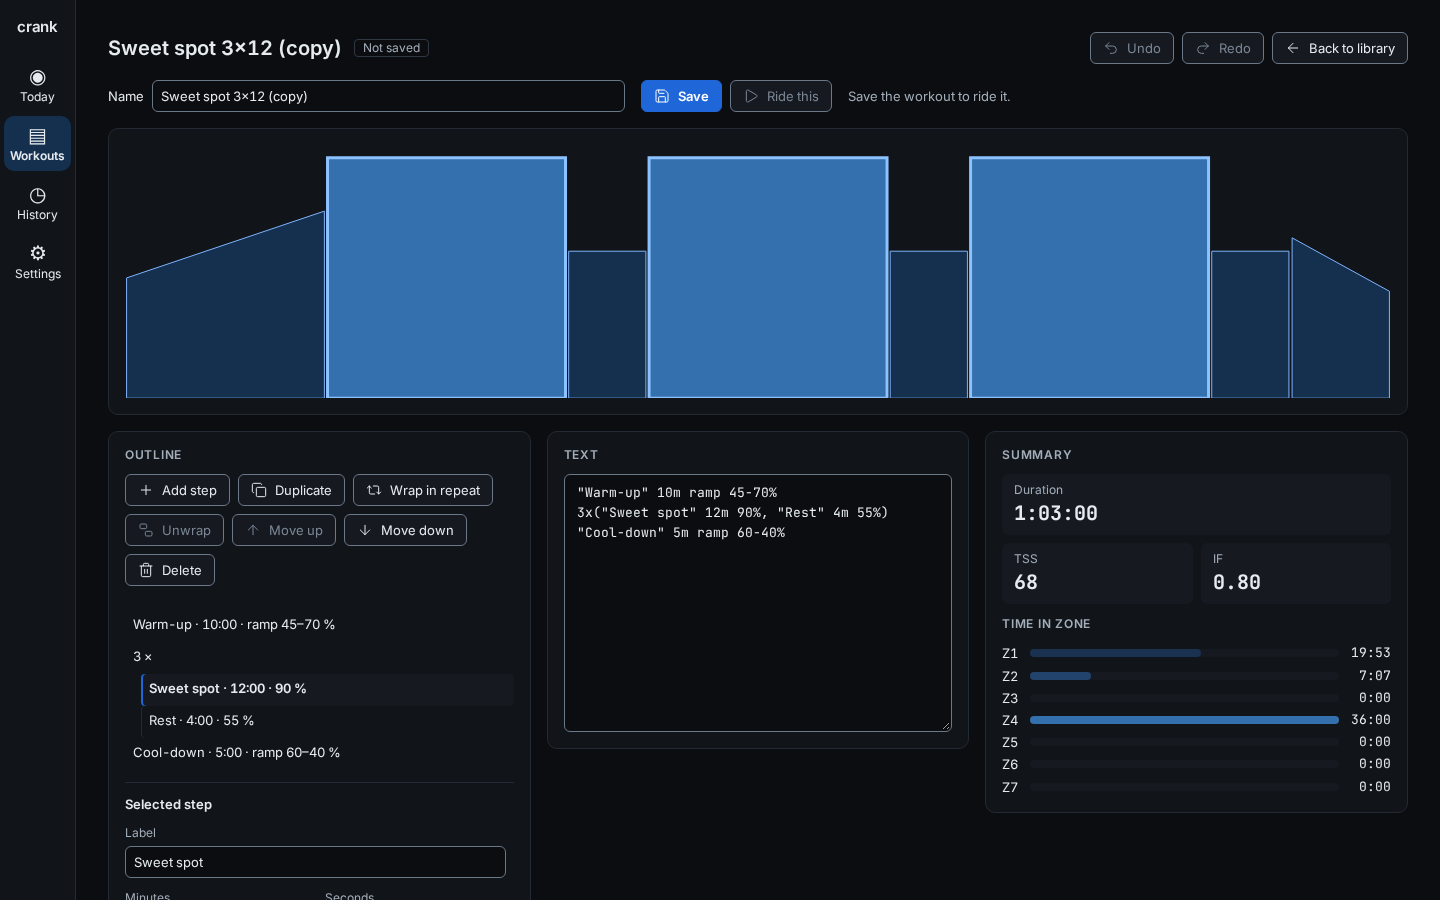 crank
Today
Workouts
History
Settings
Sweet spot 3×12 (copy)
Not saved
Undo
Redo
Back to library
Name
Sweet spot 3×12 (copy)
Save
Ride this
Save the workout to ride it.
OUTLINE
Add step
Duplicate
Wrap in repeat
Unwrap
Move up
Move down
Delete
Warm-up · 10:00 · ramp 45–70 %
3 ×
Sweet spot · 12:00 · 90 %
Rest · 4:00 · 55 %
Cool-down · 5:00 · ramp 60–40 %
Selected step
Label
Sweet spot
Minutes
Seconds
TEXT
"Warm-up" 10m ramp 45-70%
3x("Sweet spot" 12m 90%, "Rest" 4m 55%)
"Cool-down" 5m ramp 60-40%
SUMMARY
Duration
1:03:00
TSS
68
IF
0.80
TIME IN ZONE
Z1 19:53
Z2 7:07
Z3 0:00
Z4 36:00
Z5 0:00
Z6 0:00
Z7 0:00